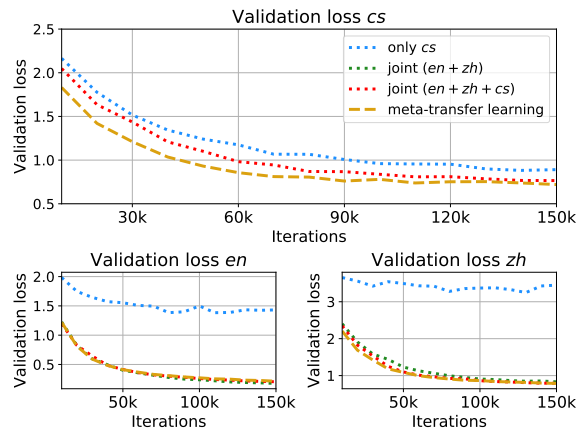 Validation loss cs
2.5
2.0
1.5
1.0
0.5
Validation loss
only cs
joint (en + zh)
joint (en + zh + cs)
meta-transfer learning
30k
60k
90k
120k
150k
Iterations
Validation loss en
2.0
1.5
1.0
0.5
Validation loss
50k
100k
150k
Iterations
Validation loss zh
3
2
1
Validation loss
50k
100k
150k
Iterations